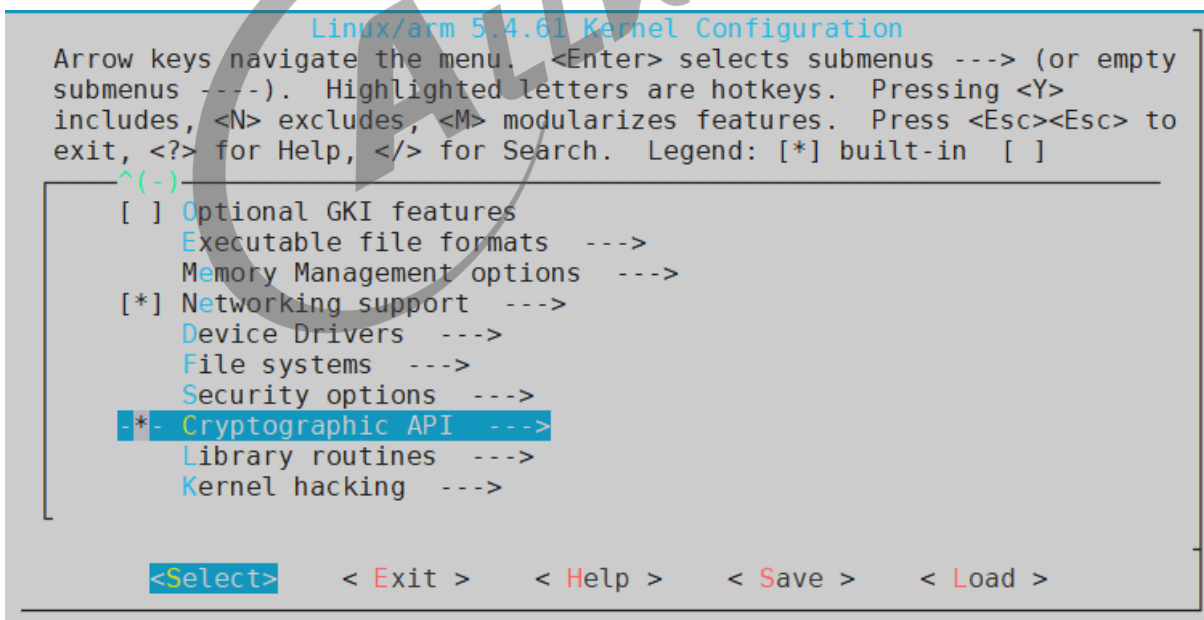 Linux/arm 5.4.61 Kernel Configuration
Arrow keys navigate the menu.  <Enter> selects submenus ---> (or empty
submenus ----).  Highlighted letters are hotkeys.  Pressing <Y>
includes, <N> excludes, <M> modularizes features.  Press <Esc><Esc> to
exit, <?> for Help, </> for Search.  Legend: [*] built-in  [ ]
^(-)
[ ] Optional GKI features
Executable file formats  --->
Memory Management options  --->
[*] Networking support  --->
Device Drivers  --->
File systems  --->
Security options  --->
-*- Cryptographic API  --->
Library routines  --->
Kernel hacking  --->
<Select>    < Exit >    < Help >    < Save >    < Load >